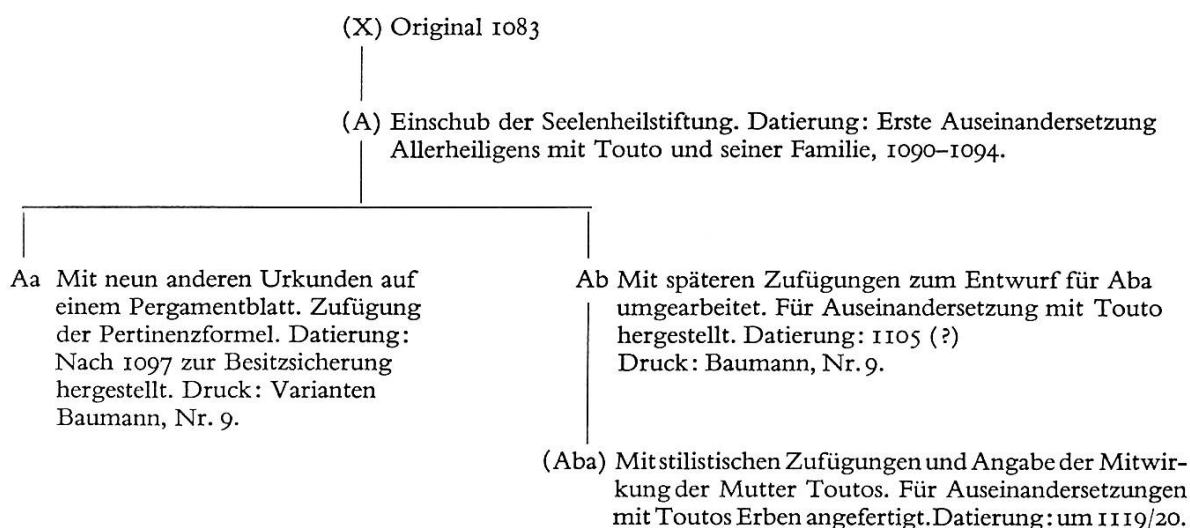 (X) Original 1083
(A) Einschub der Seelenheilstiftung. Datierung: Erste Auseinandersetzung
Allerheiligens mit Touto und seiner Familie, 1090–1094.
Aa Mit neun anderen Urkunden auf
einem Pergamentblatt. Zufügung
der Pertinenzformel. Datierung:
Nach 1097 zur Besitzsicherung
hergestellt. Druck: Varianten
Baumann, Nr. 9.
Ab Mit späteren Zufügungen zum Entwurf für Aba
umgearbeitet. Für Auseinandersetzung mit Touto
hergestellt. Datierung: 1105 (?)
Druck: Baumann, Nr. 9.
(Aba) Mit stilistischen Zufügungen und Angabe der Mitwir-
kung der Mutter Toutos. Für Auseinandersetzungen
mit Toutos Erben angefertigt. Datierung: um 1119/20.